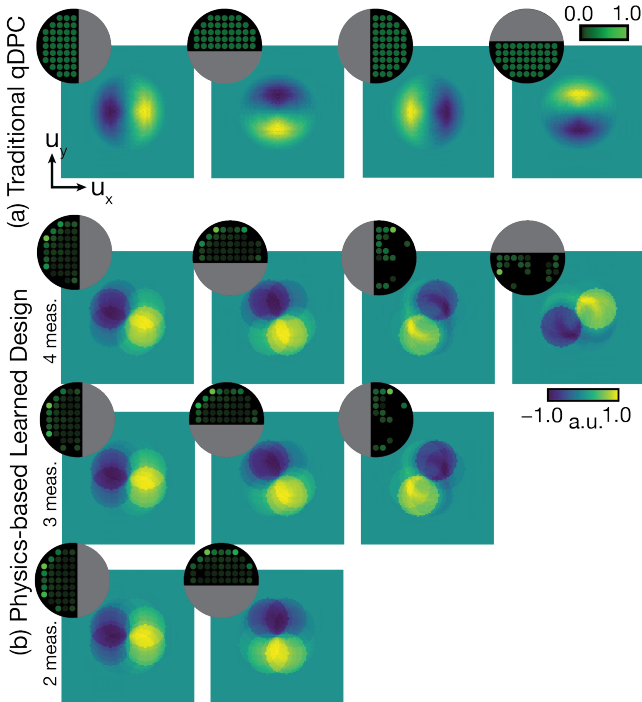 0.0 1.0
(a) Traditional qDPC
u_y
u_x
(b) Physics-based Learned Design
4 meas.
−1.0 a.u. 1.0
3 meas.
2 meas.